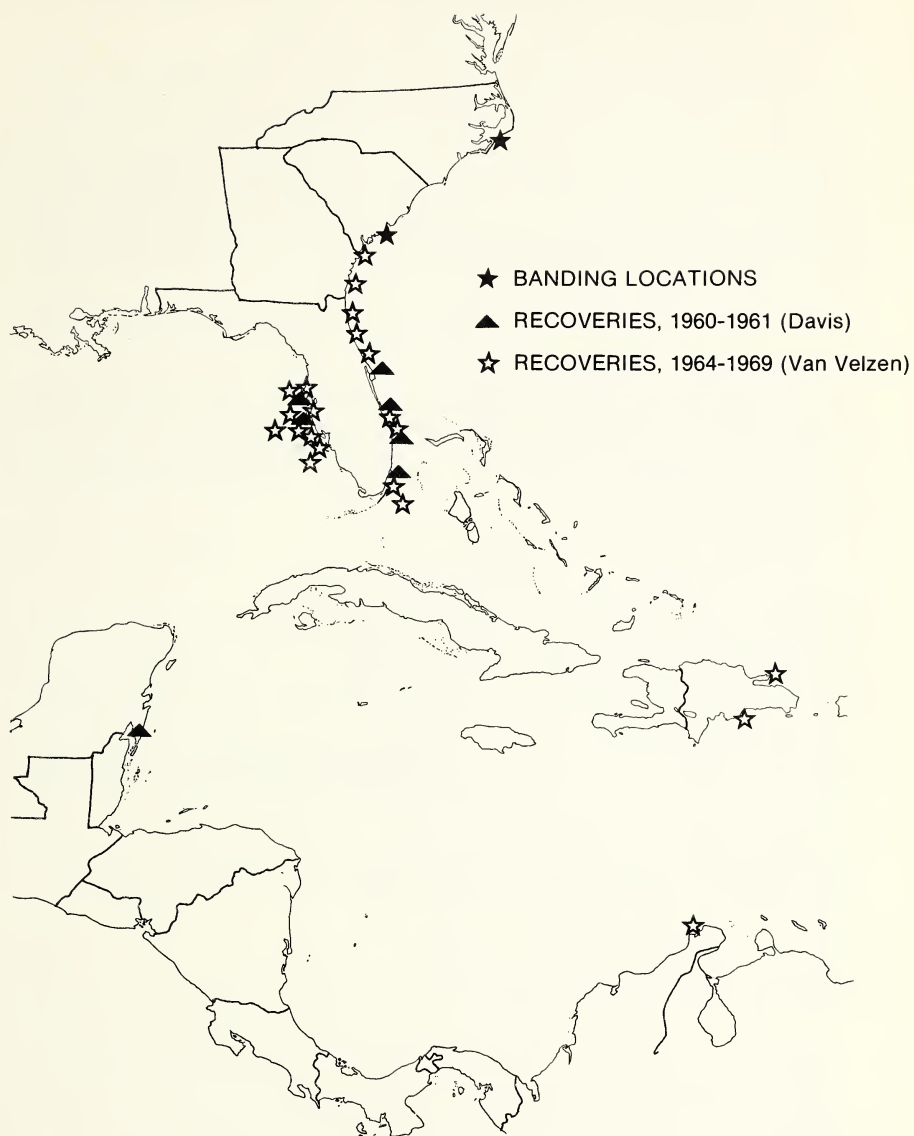 BANDING LOCATIONS
RECOVERIES, 1960-1961 (Davis)
RECOVERIES, 1964-1969 (Van Velzen)